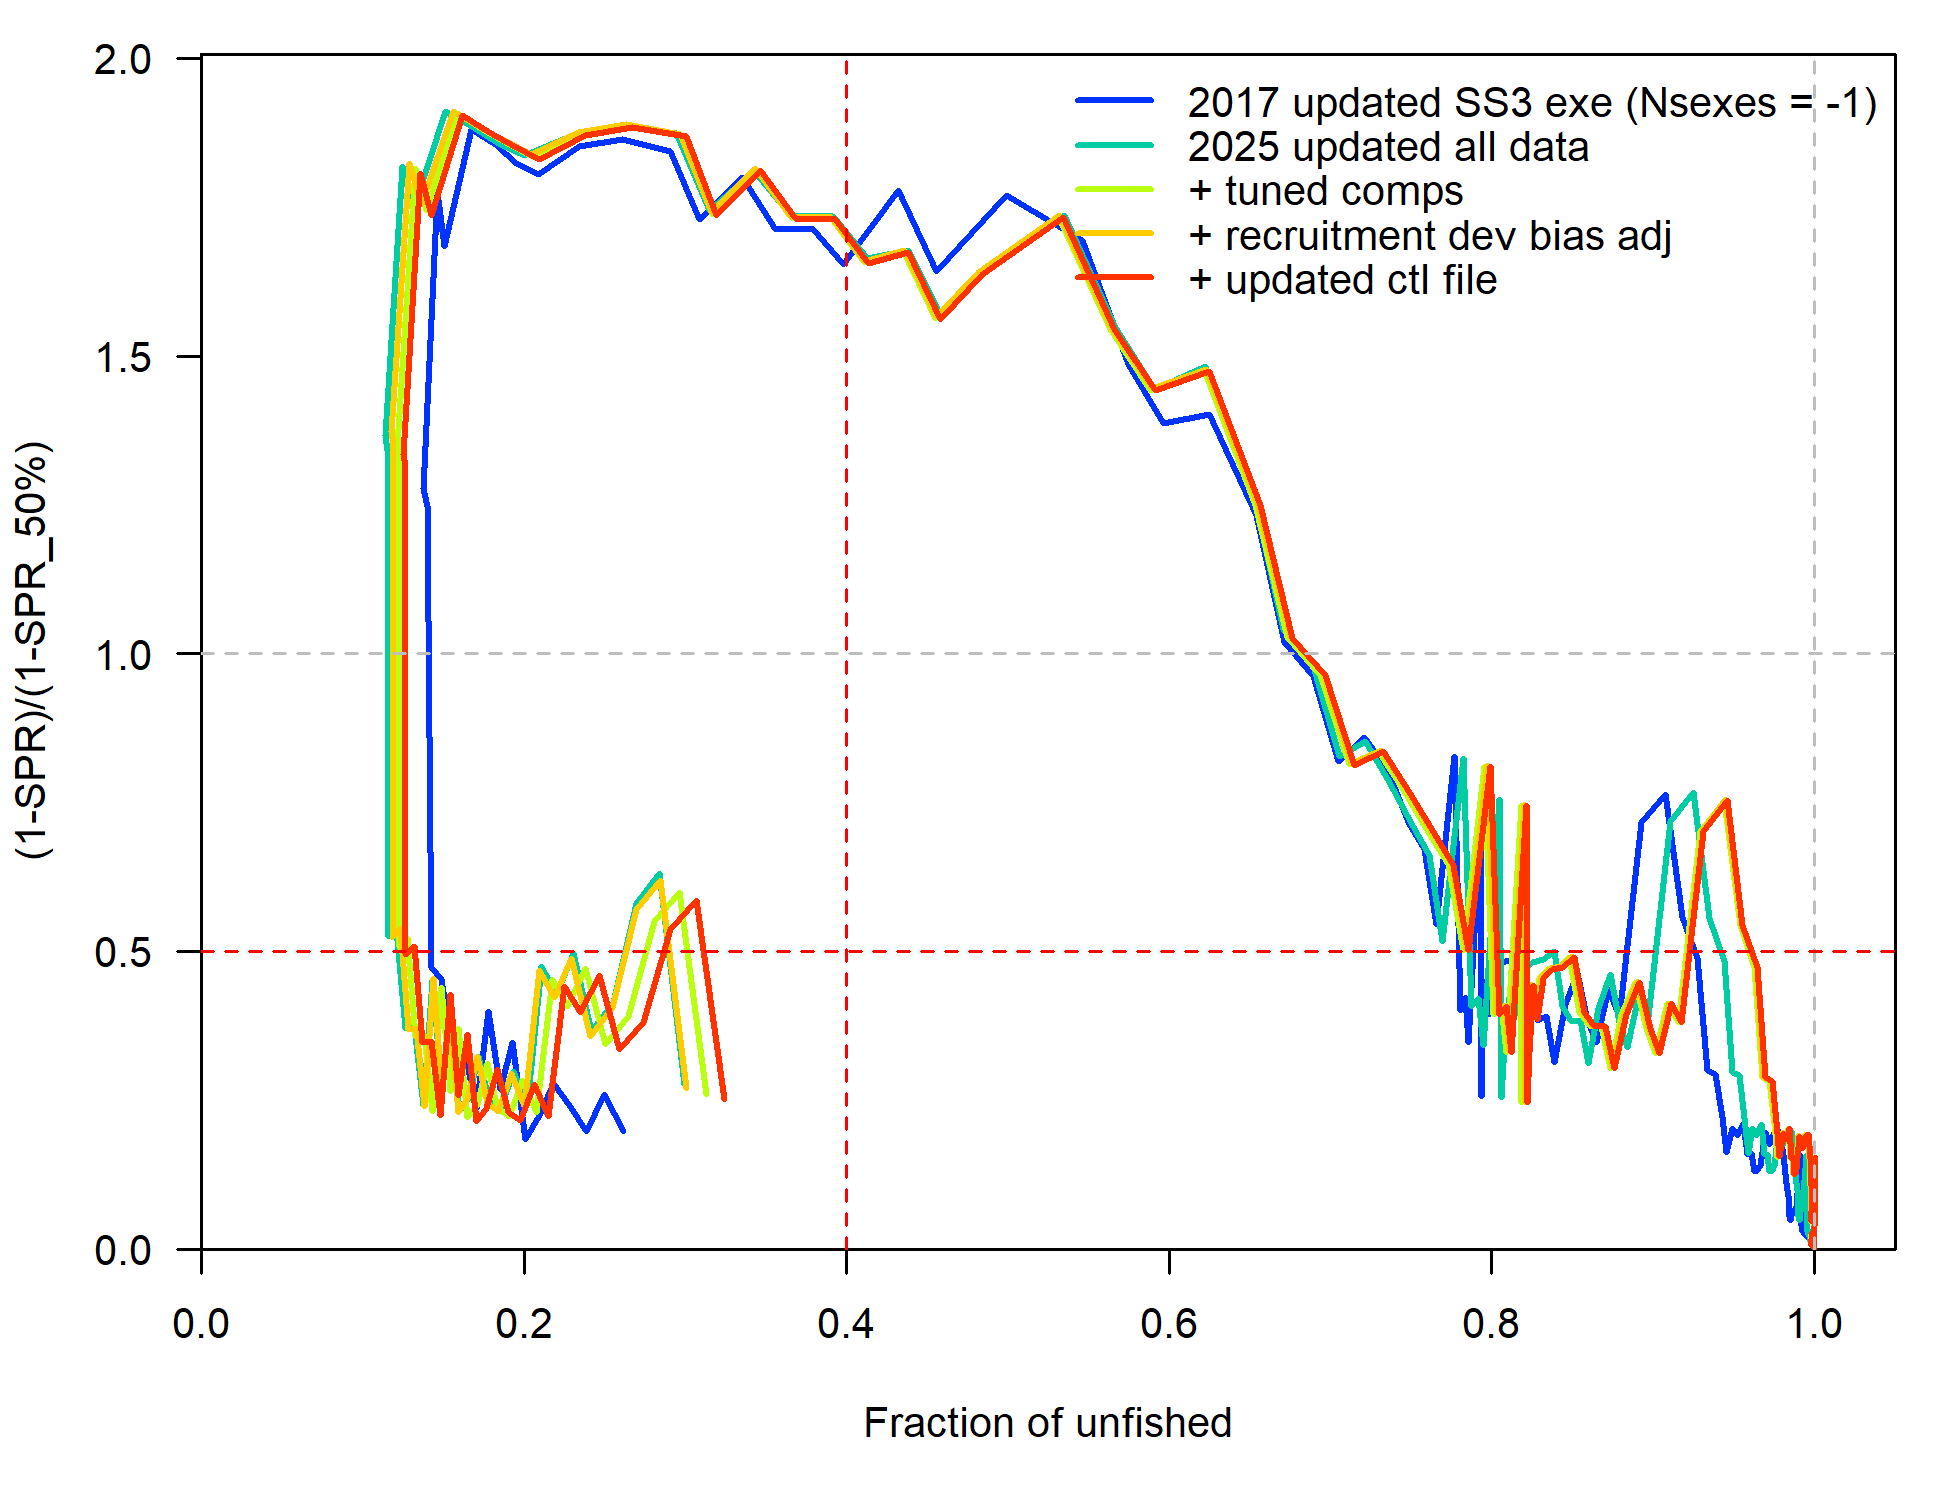 2.0
1.5
1.0
0.5
0.0
(1-SPR)/(1-SPR_50%)
2017 updated SS3 exe (Nsexes = -1)
2025 updated all data
+ tuned comps
+ recruitment dev bias adj
+ updated ctl file
0.0 0.2 0.4 0.6 0.8 1.0
Fraction of unfished